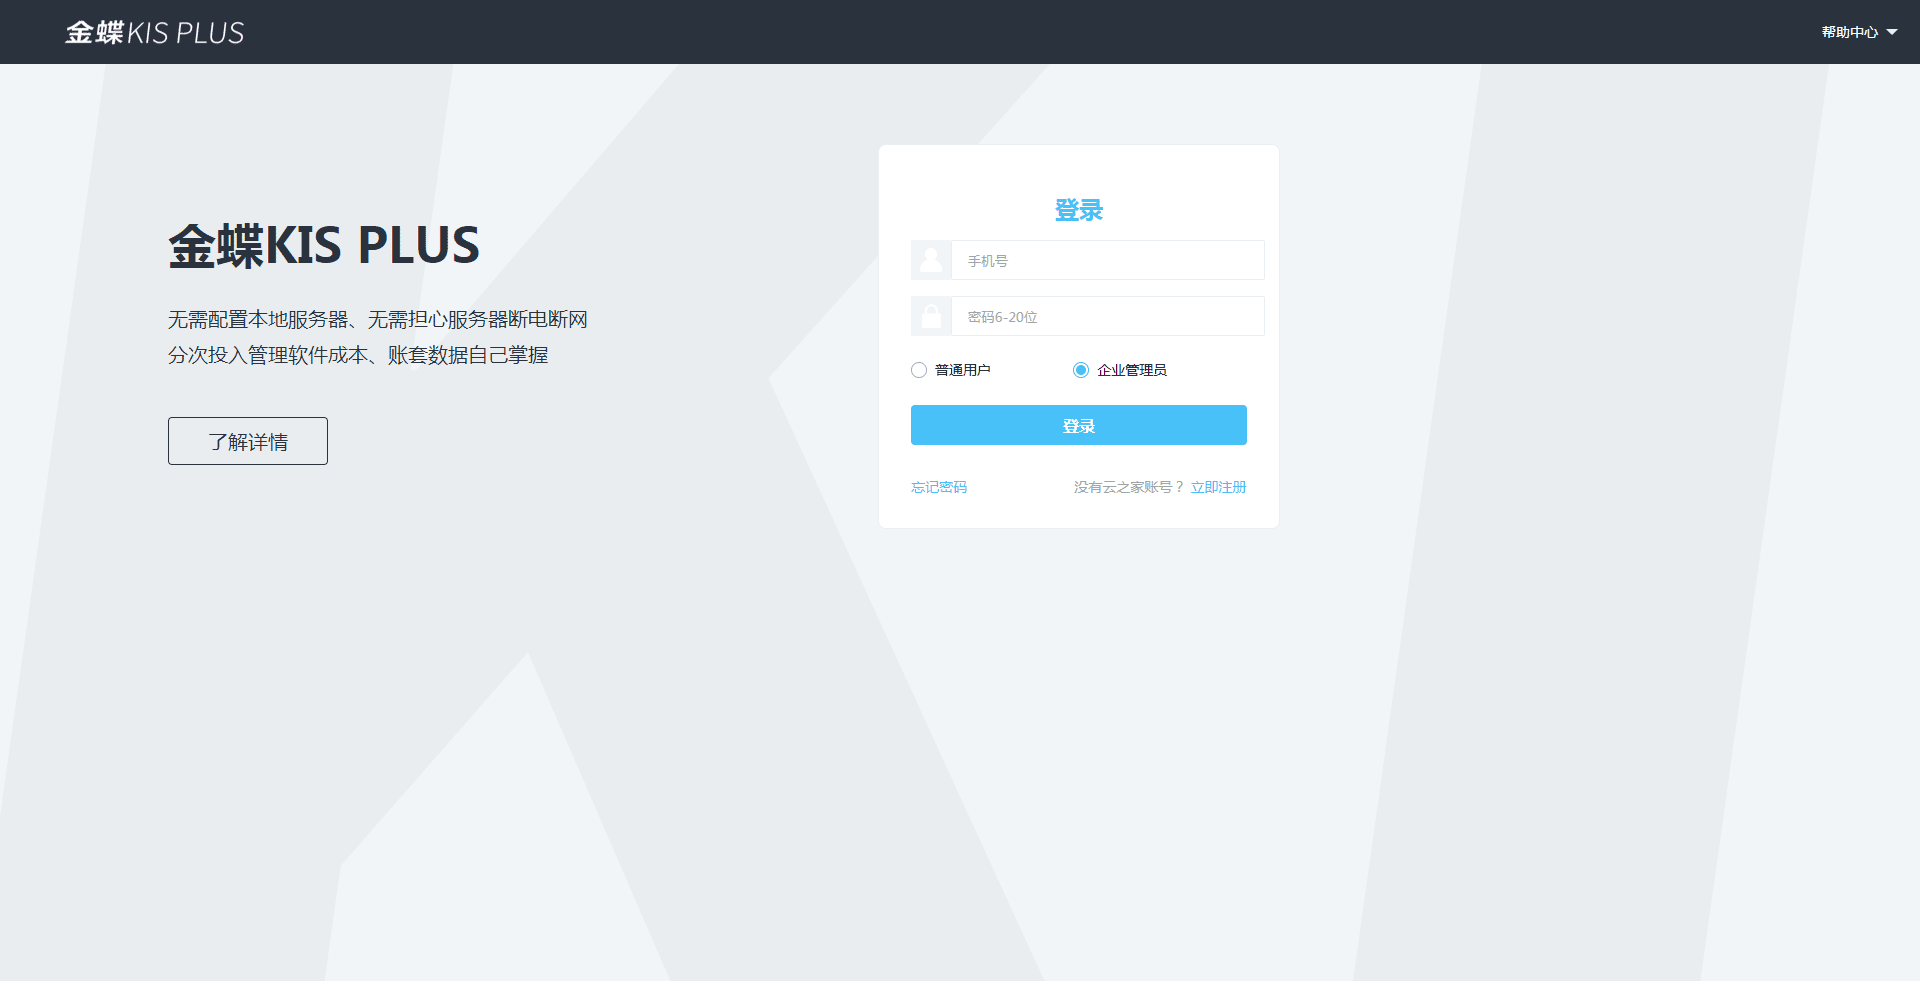 金蝶KIS PLUS
帮助中心
金蝶KIS PLUS
无需配置本地服务器、无需担心服务器断电断网
分次投入管理软件成本、账套数据自己掌握
了解详情
登录
手机号
密码6-20位
普通用户
企业管理员
登录
忘记密码
没有云之家账号？ 立即注册